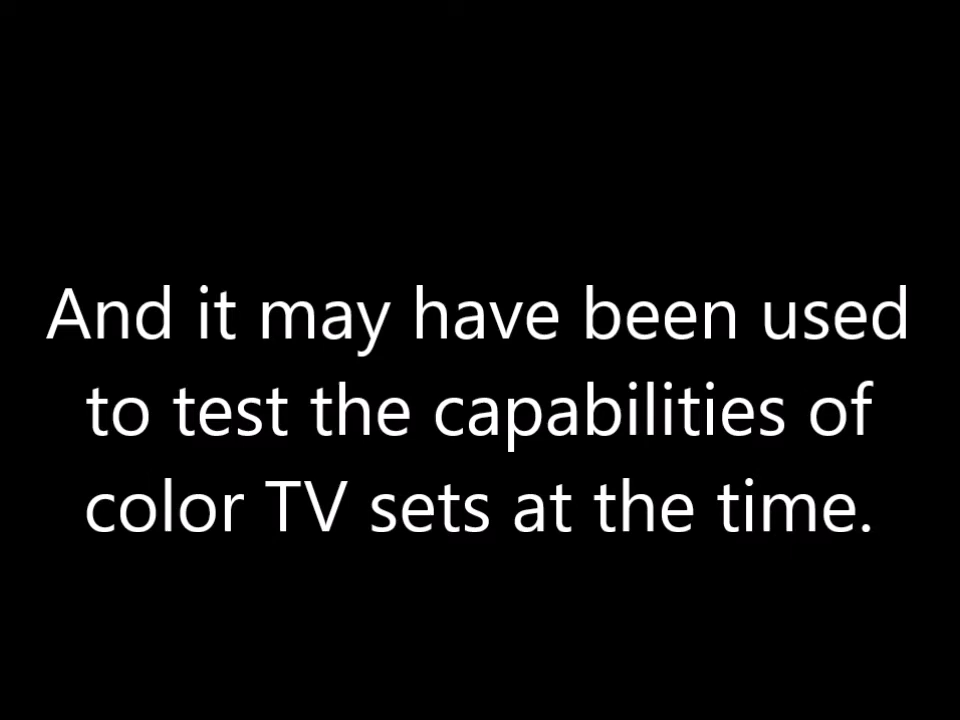 And it may have been used
to test the capabilities of
color TV sets at the time.